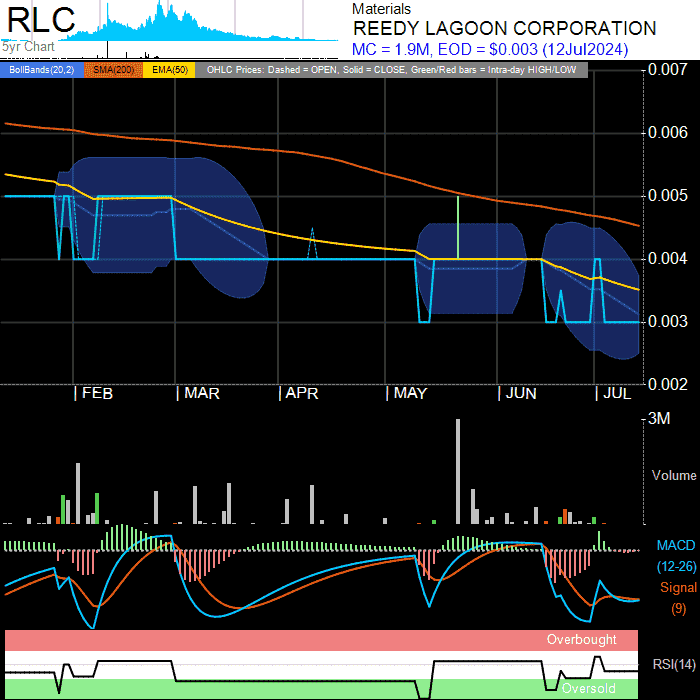 RLC
5yr Chart
Materials
REEDY LAGOON CORPORATION
MC = 1.9M, EOD = $0.003 (12Jul2024)
BollBands(20,2) SMA(200) EMA(50) OHLC Prices: Dashed = OPEN, Solid = CLOSE, Green/Red bars = Intra-day HIGH/LOW
0.007
0.006
0.005
0.004
0.003
0.002
| FEB | MAR | APR | MAY | JUN | JUL
3M
Volume
MACD
(12-26)
Signal
(9)
Overbought
RSI(14)
Oversold